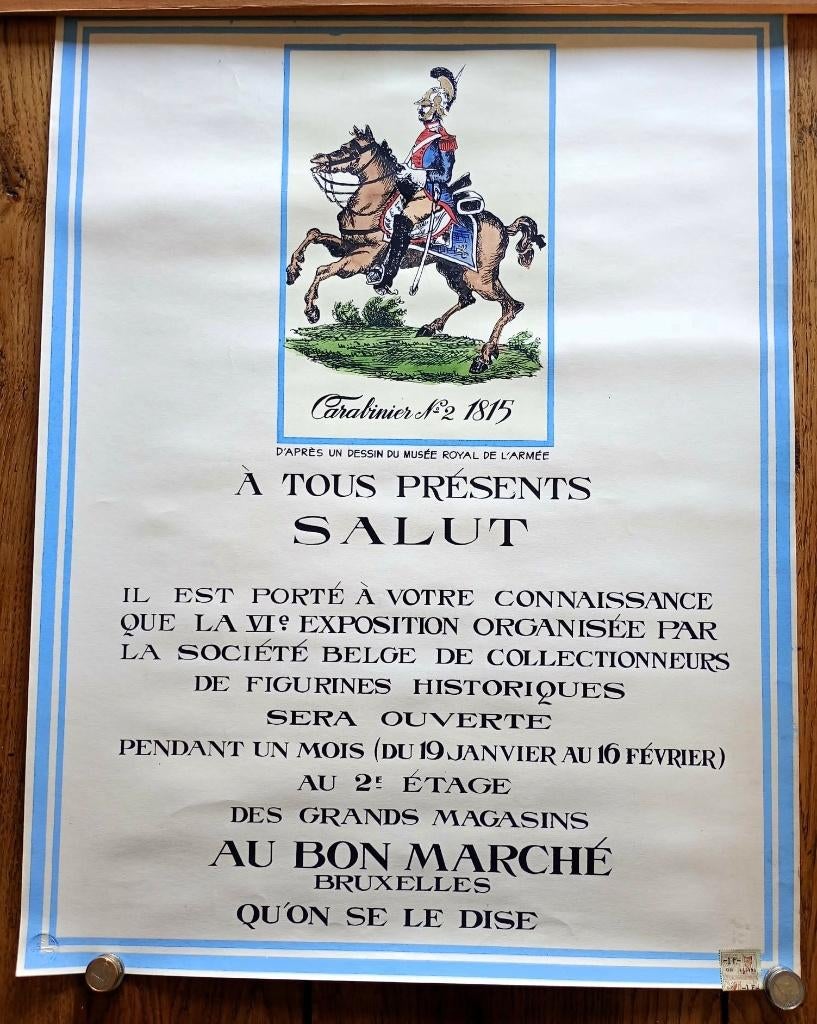 Carabinier No 2 1815
D'APRÈS UN DESSIN DU MUSÉE ROYAL DE L'ARMÉE
À TOUS PRÉSENTS
SALUT
IL EST PORTÉ À VOTRE CONNAISSANCE
QUE LA VIe EXPOSITION ORGANISÉE PAR
LA SOCIÉTÉ BELGE DE COLLECTIONNEURS
DE FIGURINES HISTORIQUES
SERA OUVERTE
PENDANT UN MOIS (DU 19 JANVIER AU 16 FÉVRIER)
AU 2E ÉTAGE
DES GRANDS MAGASINS
AU BON MARCHÉ
BRUXELLES
QU'ON SE LE DISE